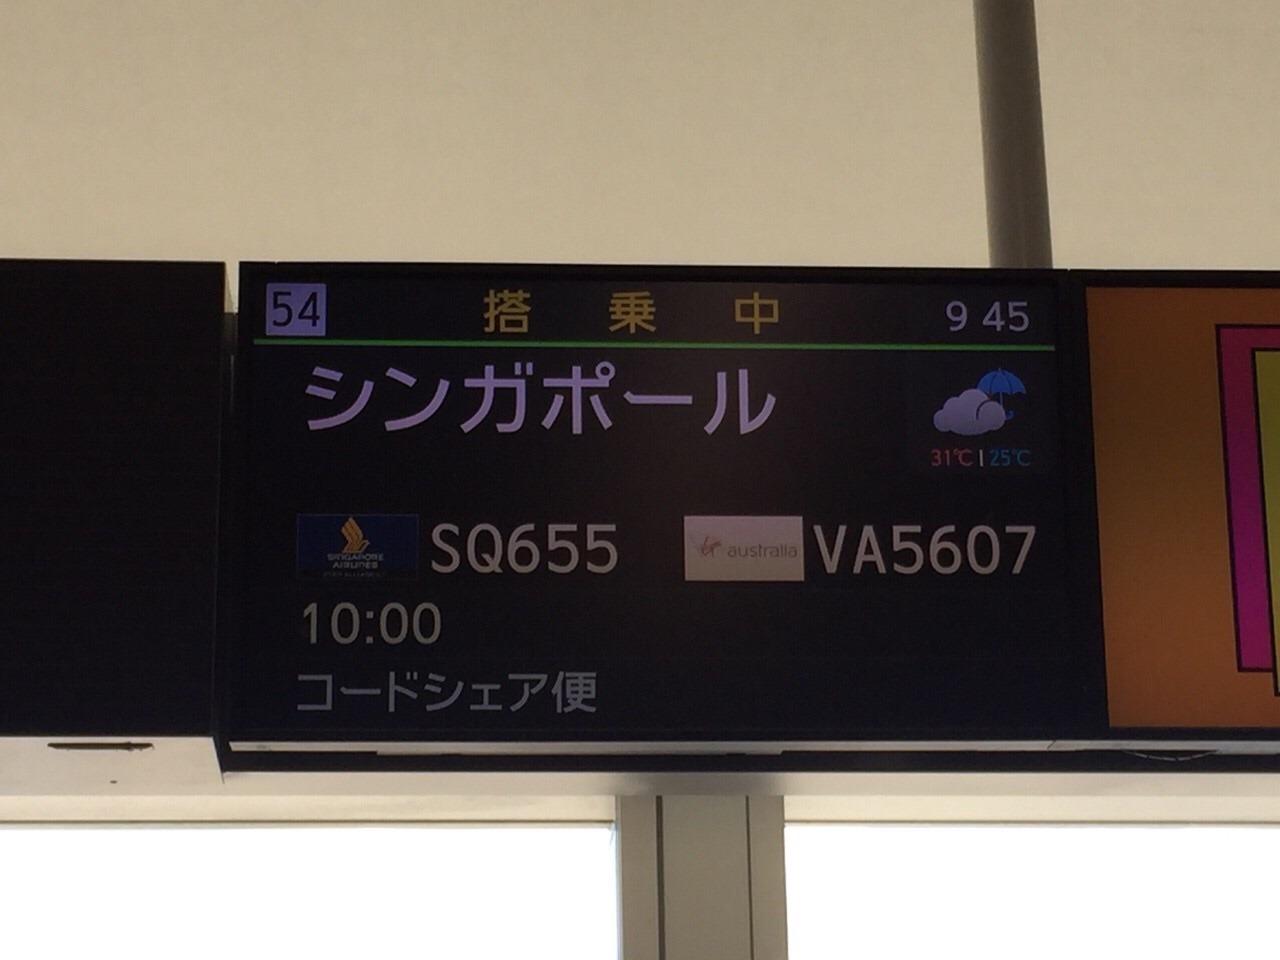 54 搭乗中 9 45
シンガポール
31℃ | 25℃
SINGAPORE
AIRLINES
SQ655
australia
VA5607
10:00
コードシェア便